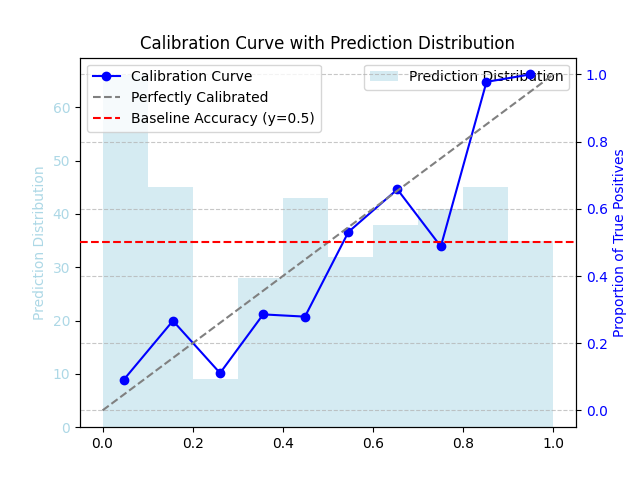 Calibration Curve with Prediction Distribution
Calibration Curve
Perfectly Calibrated
Baseline Accuracy (y=0.5)
Prediction Distribution
Prediction Distribution
0
10
20
30
40
50
60
0.0
0.2
0.4
0.6
0.8
1.0
0.0
0.2
0.4
0.6
0.8
1.0
Proportion of True Positives